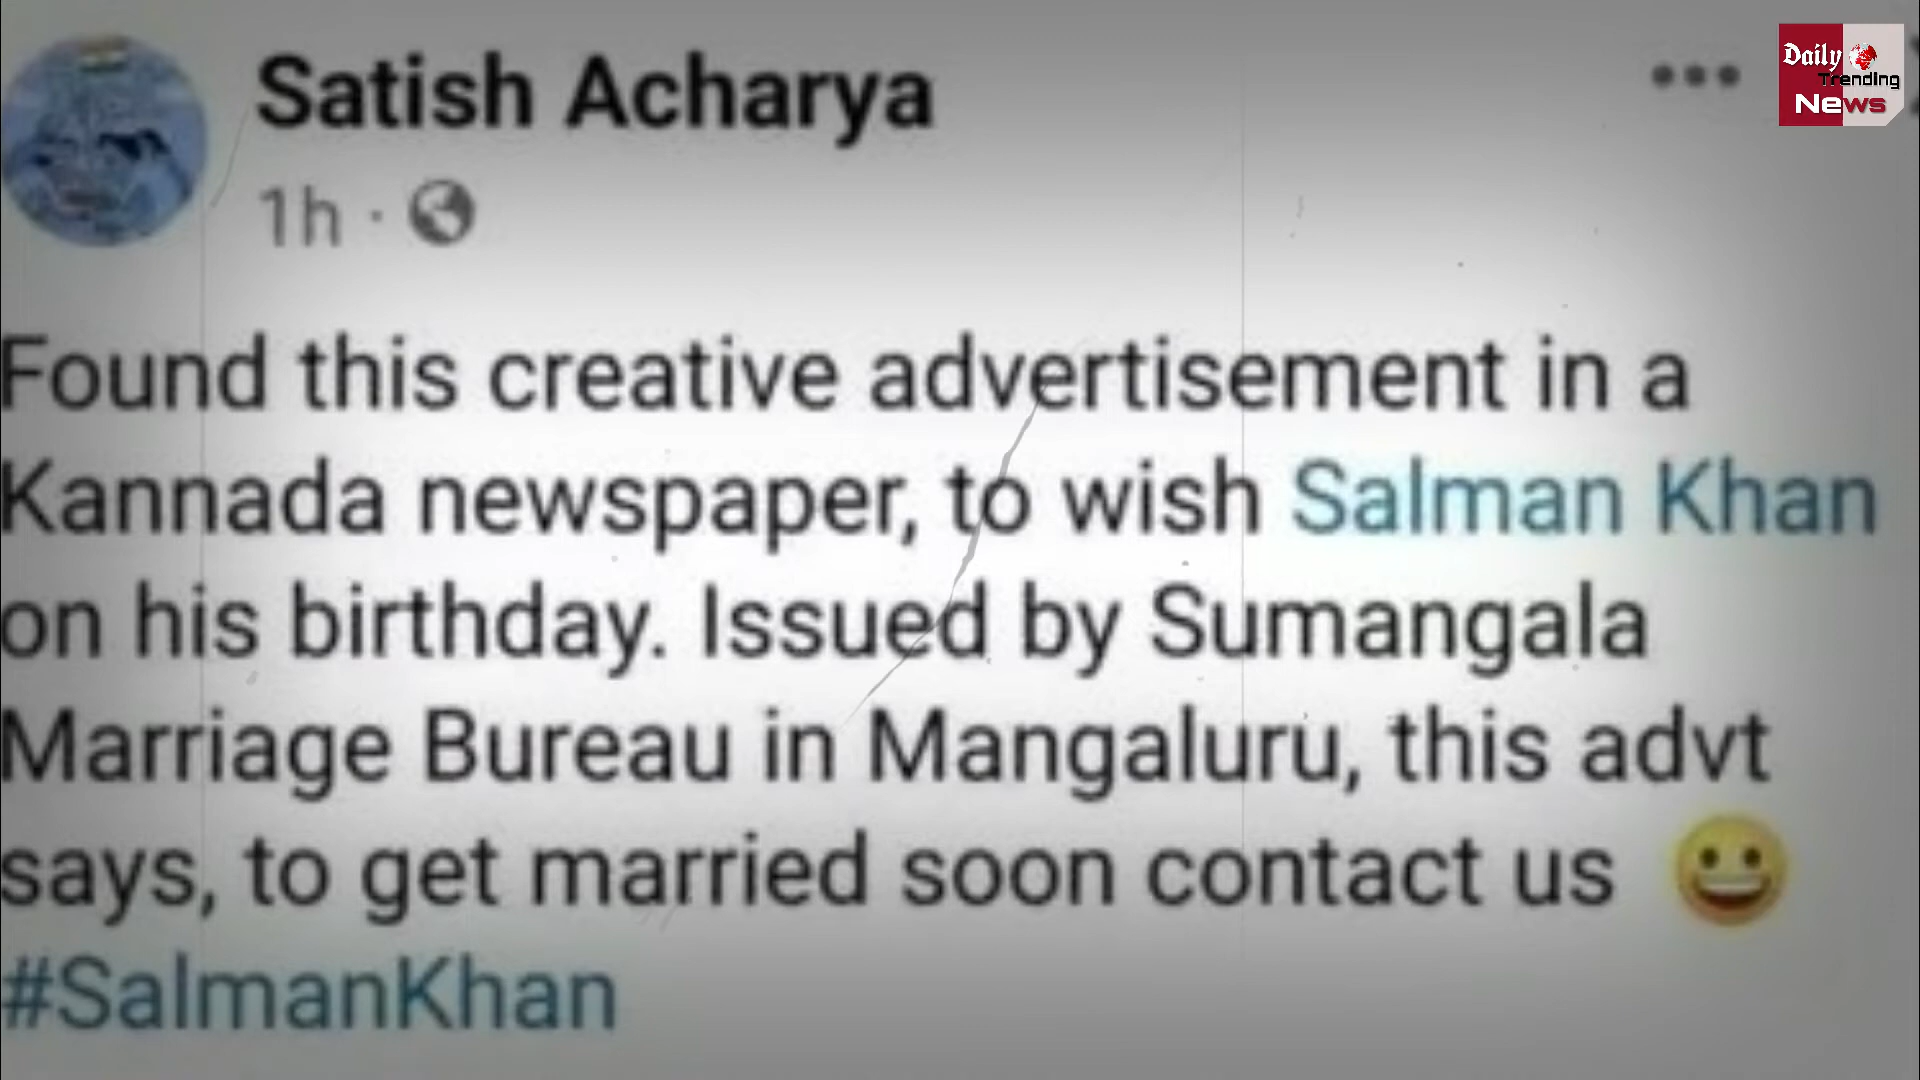 Satish Acharya
1h ·
Found this creative advertisement in a
Kannada newspaper, to wish Salman Khan
on his birthday. Issued by Sumangala
Marriage Bureau in Mangaluru, this advt
says, to get married soon contact us 😀
#SalmanKhan
Daily
Trending
News